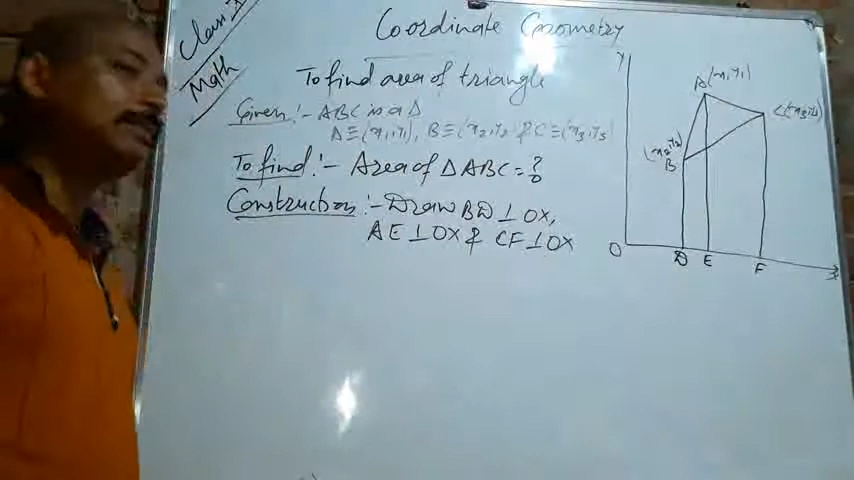 Class X
Math
Coordinate Geometry
To find area of triangle
Given:- ABC is a Δ
A≡(x₁,y₁), B≡(x₂,y₂) & C≡(x₃,y₃)
To find:- Area of ΔABC = ?
Construction:- Draw BD⊥OX,
AE⊥OX & CF⊥OX
Y
A(x₁,y₁)
C(x₃,y₃)
(x₂,y₂)
B
O
D E F
X